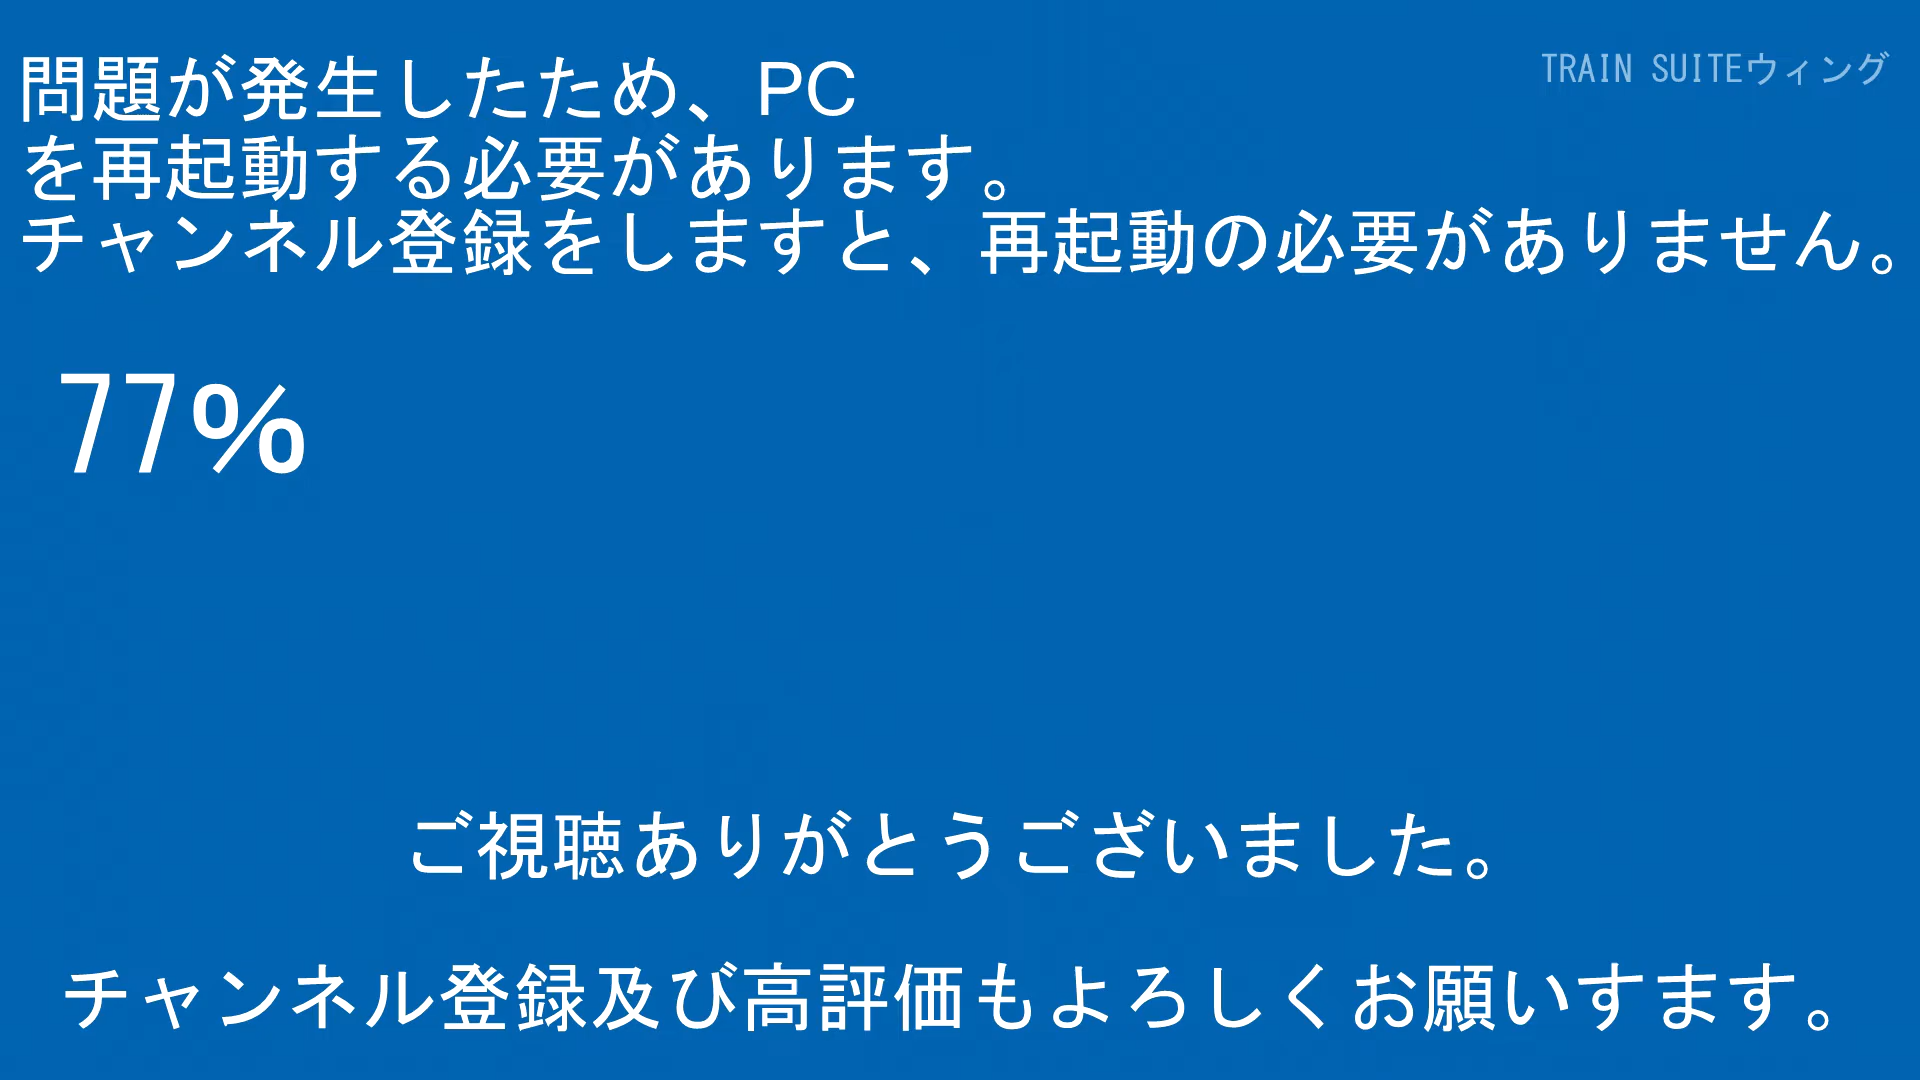 TRAIN SUITEウィング
問題が発生したため、PC
を再起動する必要があります。
チャンネル登録をしますと、再起動の必要がありません。
77%
ご視聴ありがとうございました。
チャンネル登録及び高評価もよろしくお願いすます。